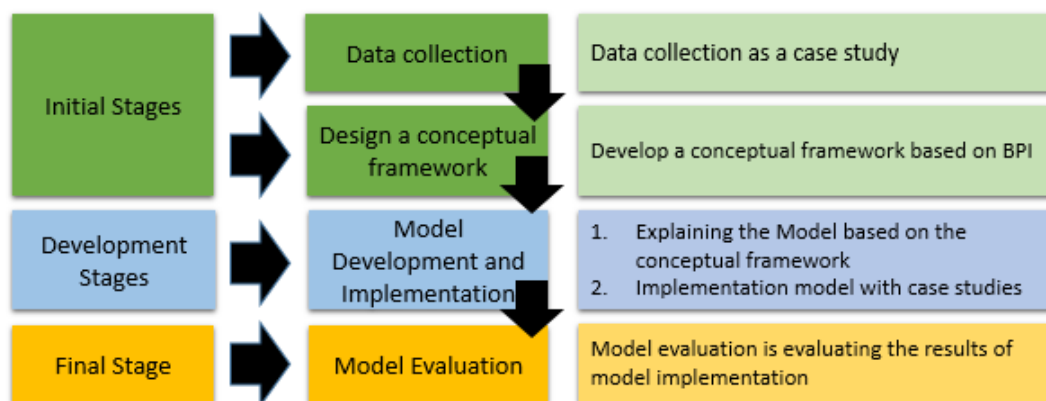 Initial Stages
Data collection
Data collection as a case study
Design a conceptual
framework
Develop a conceptual framework based on BPI
Development
Stages
Model
Development and
Implementation
1. Explaining the Model based on the
conceptual framework
2. Implementation model with case studies
Final Stage
Model Evaluation
Model evaluation is evaluating the results of
model implementation